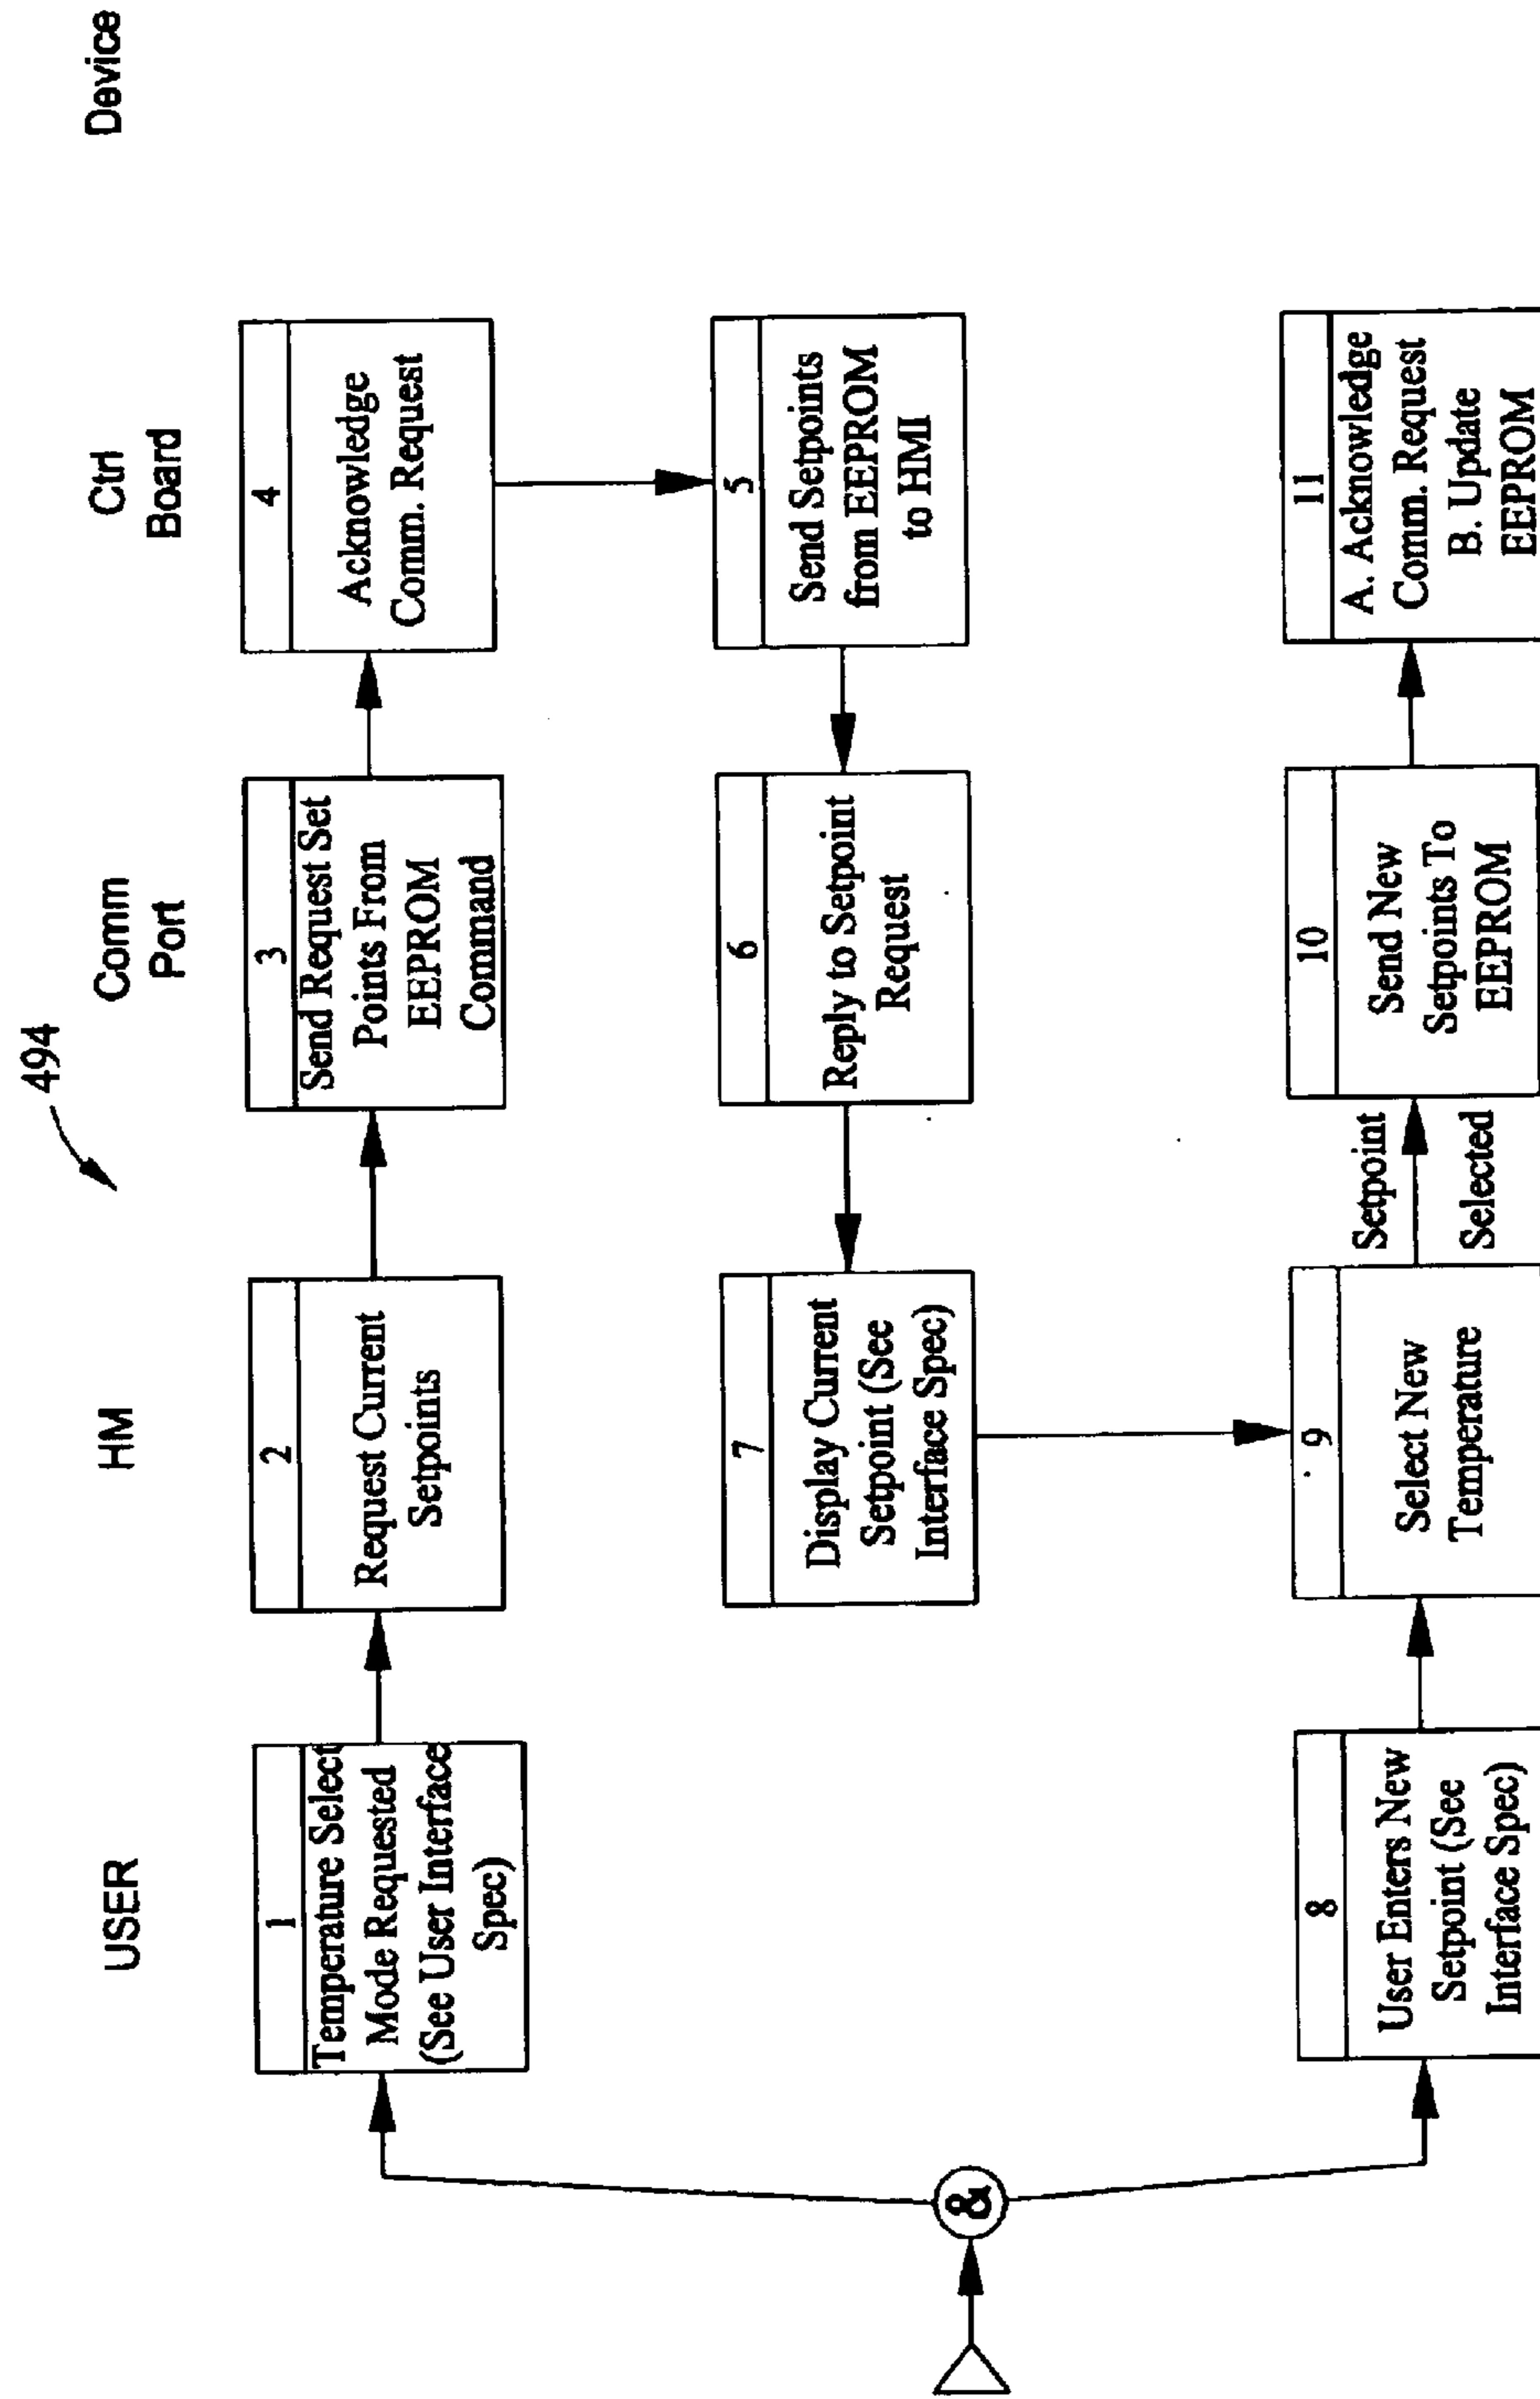 494
USER
HM
Comm
Port
Ctrl
Board
Device
1
Temperature Select
Mode Requested
(See User Interface
Spec)
2
Request Current
Setpoints
3
Send Request Set
Points From
EEPROM
Command
4
Acknowledge
Comm. Request
5
Send Setpoints
from EEPROM
to HMI
6
Reply to Setpoint
Request
7
Display Current
Setpoint (See
Interface Spec)
&
8
User Enters New
Setpoint (See
Interface Spec)
9
Select New
Temperature
Setpoint
Selected
10
Send New
Setpoints To
EEPROM
11
A. Acknowledge
Comm. Request
B. Update
EEPROM